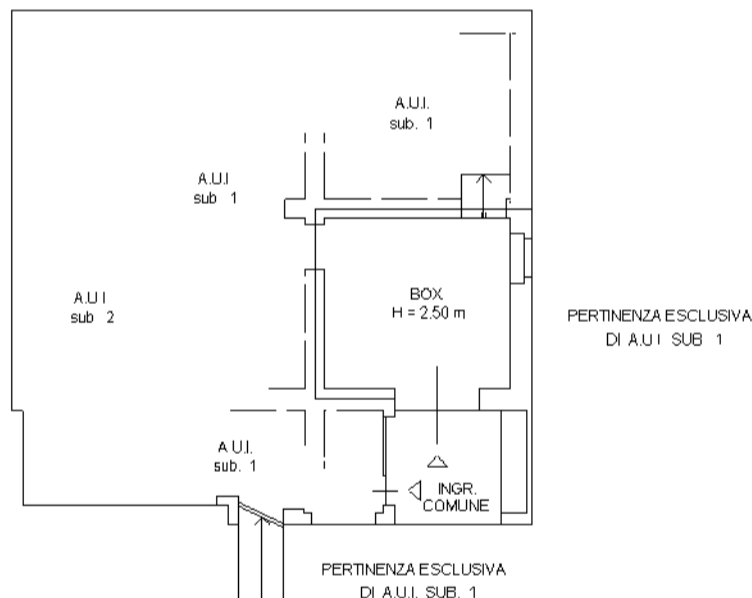 A.U.I.
sub. 1
A.U.I
sub 1
A.U I
sub 2
BOX
H = 2.50 m
PERTINENZA ESCLUSIVA
DI A.U I SUB 1
A U.I.
sub. 1
INGR.
COMUNE
PERTINENZA ESCLUSIVA
DI A.U.I. SUB. 1